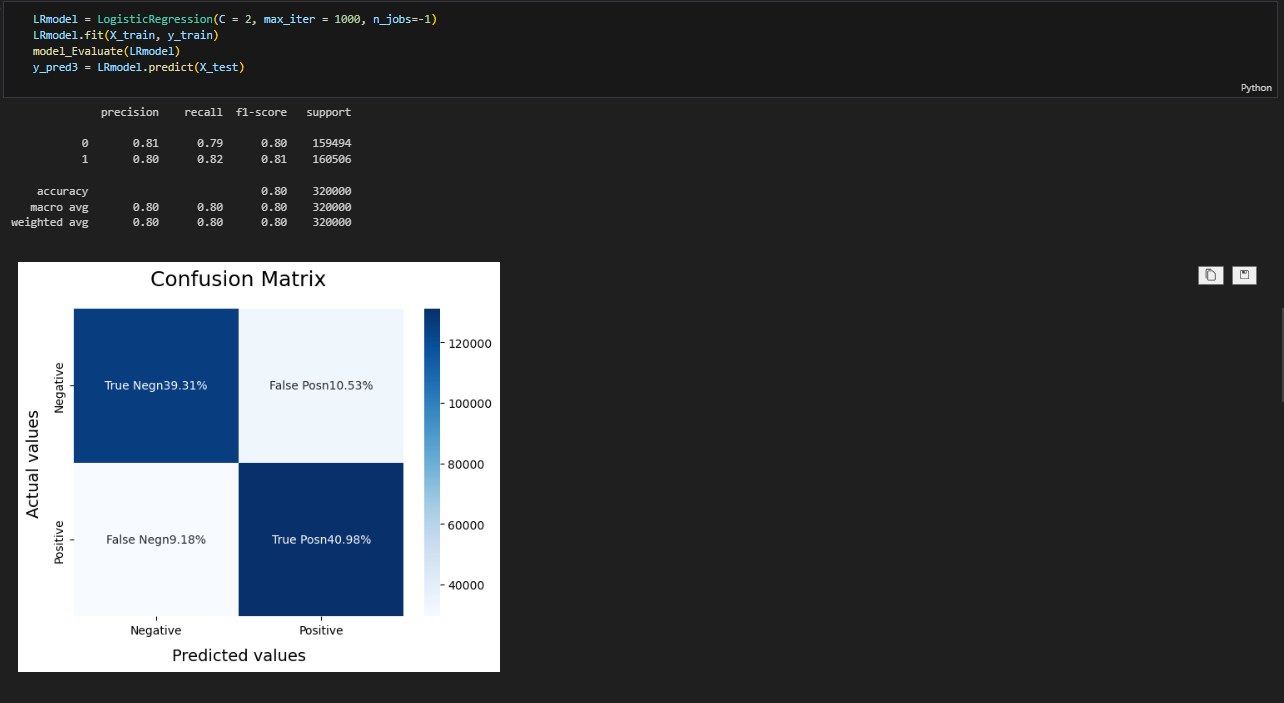 LRmodel = LogisticRegression(C = 2, max_iter = 1000, n_jobs=-1)
LRmodel.fit(X_train, y_train)
model_Evaluate(LRmodel)
y_pred3 = LRmodel.predict(X_test)
Python
precision recall f1-score support
0 0.81 0.79 0.80 159494
1 0.80 0.82 0.81 160506
accuracy 0.80 320000
macro avg 0.80 0.80 0.80 320000
weighted avg 0.80 0.80 0.80 320000
Confusion Matrix
Actual values
Negative
True Negn39.31%
False Posn10.53%
Positive
False Negn9.18%
True Posn40.98%
120000
100000
80000
60000
40000
Negative
Positive
Predicted values